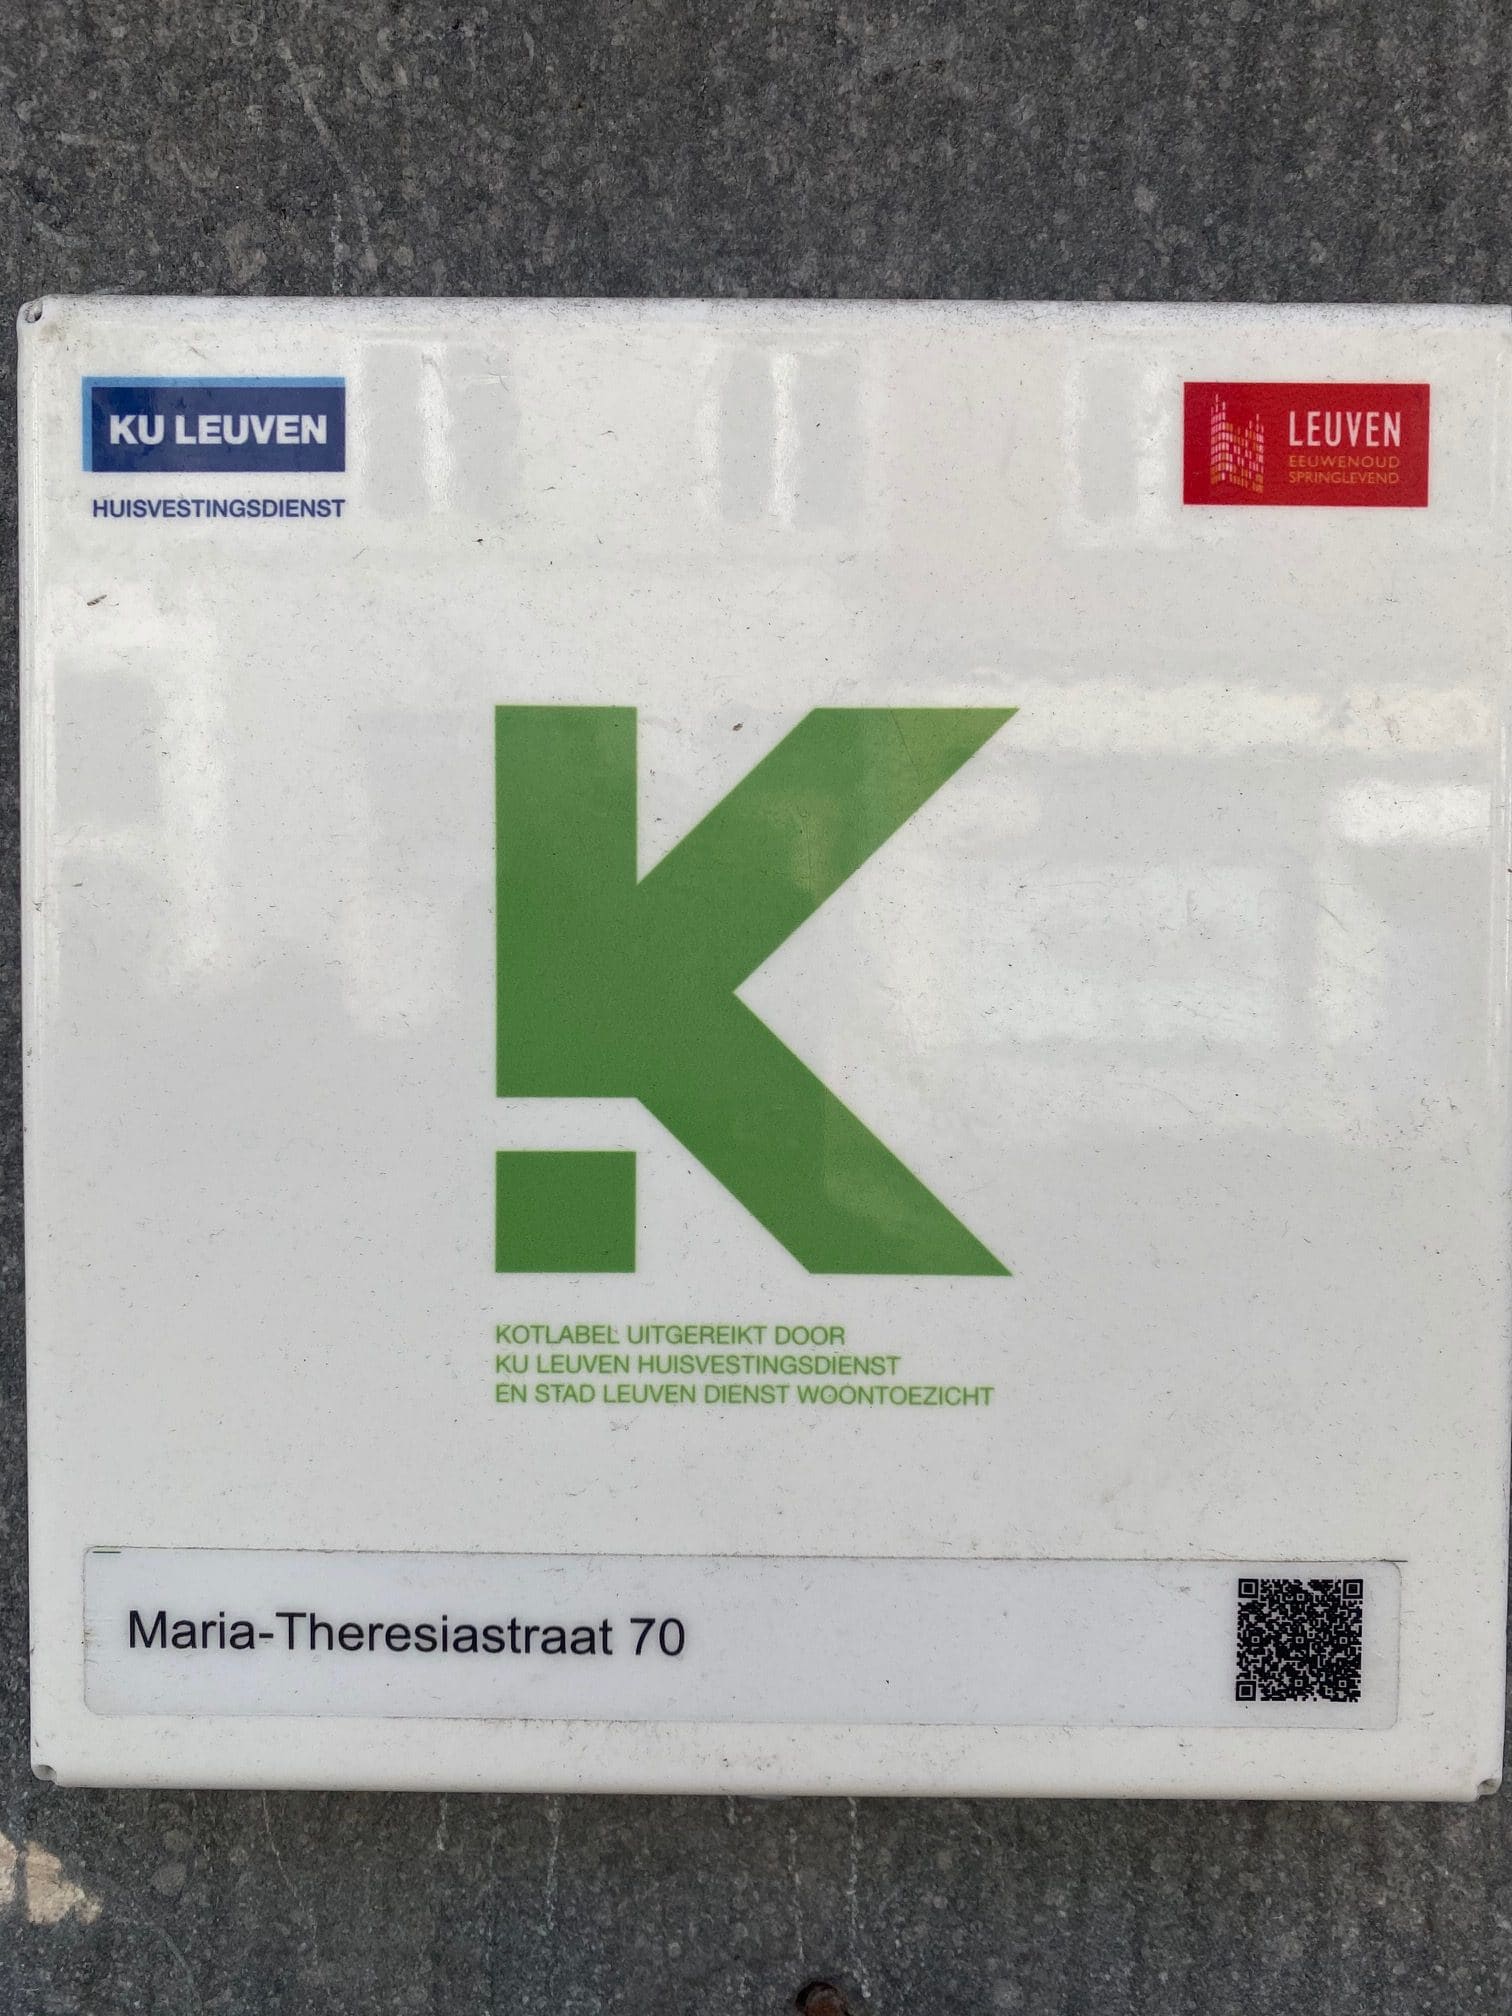 KU LEUVEN
HUISVESTINGSDIENST
LEUVEN
EEUWENOUD
SPRINGLEVEND
K
KOTLABEL UITGEREIKT DOOR
KU LEUVEN HUISVESTINGSDIENST
EN STAD LEUVEN DIENST WOONTOEZICHT
Maria-Theresiastraat 70